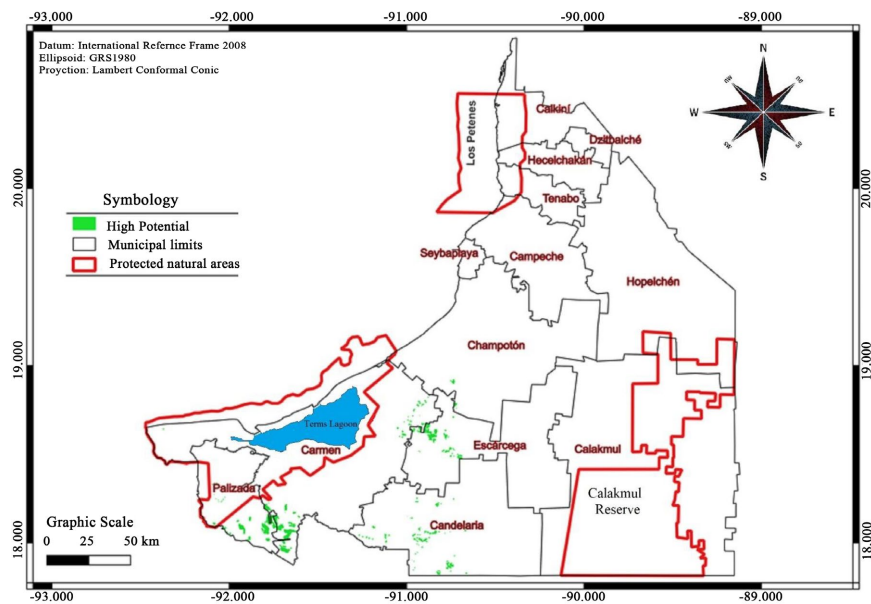 -93.000 -92.000 -91.000 -90.000 -89.000
Datum: International Refernce Frame 2008
Ellipsoid: GRS1980
Proyction: Lambert Conformal Conic
N
NW
NE
W
E
SW
SE
S
20.000
20.000
Symbology
High Potential
Municipal limits
Protected natural areas
Los Petenes
Calkiní
Dzitbalché
Hecelchakán
Tenabo
Seybaplaya
Campeche
Hopelchén
Champotón
19.000
19.000
Terms Lagoon
Carmen
Escárcega
Calakmul
Palizada
Calakmul
Reserve
Candelaria
Graphic Scale
0 25 50 km
18.000
18.000
-93.000 -92.000 -91.000 -90.000 -89.000